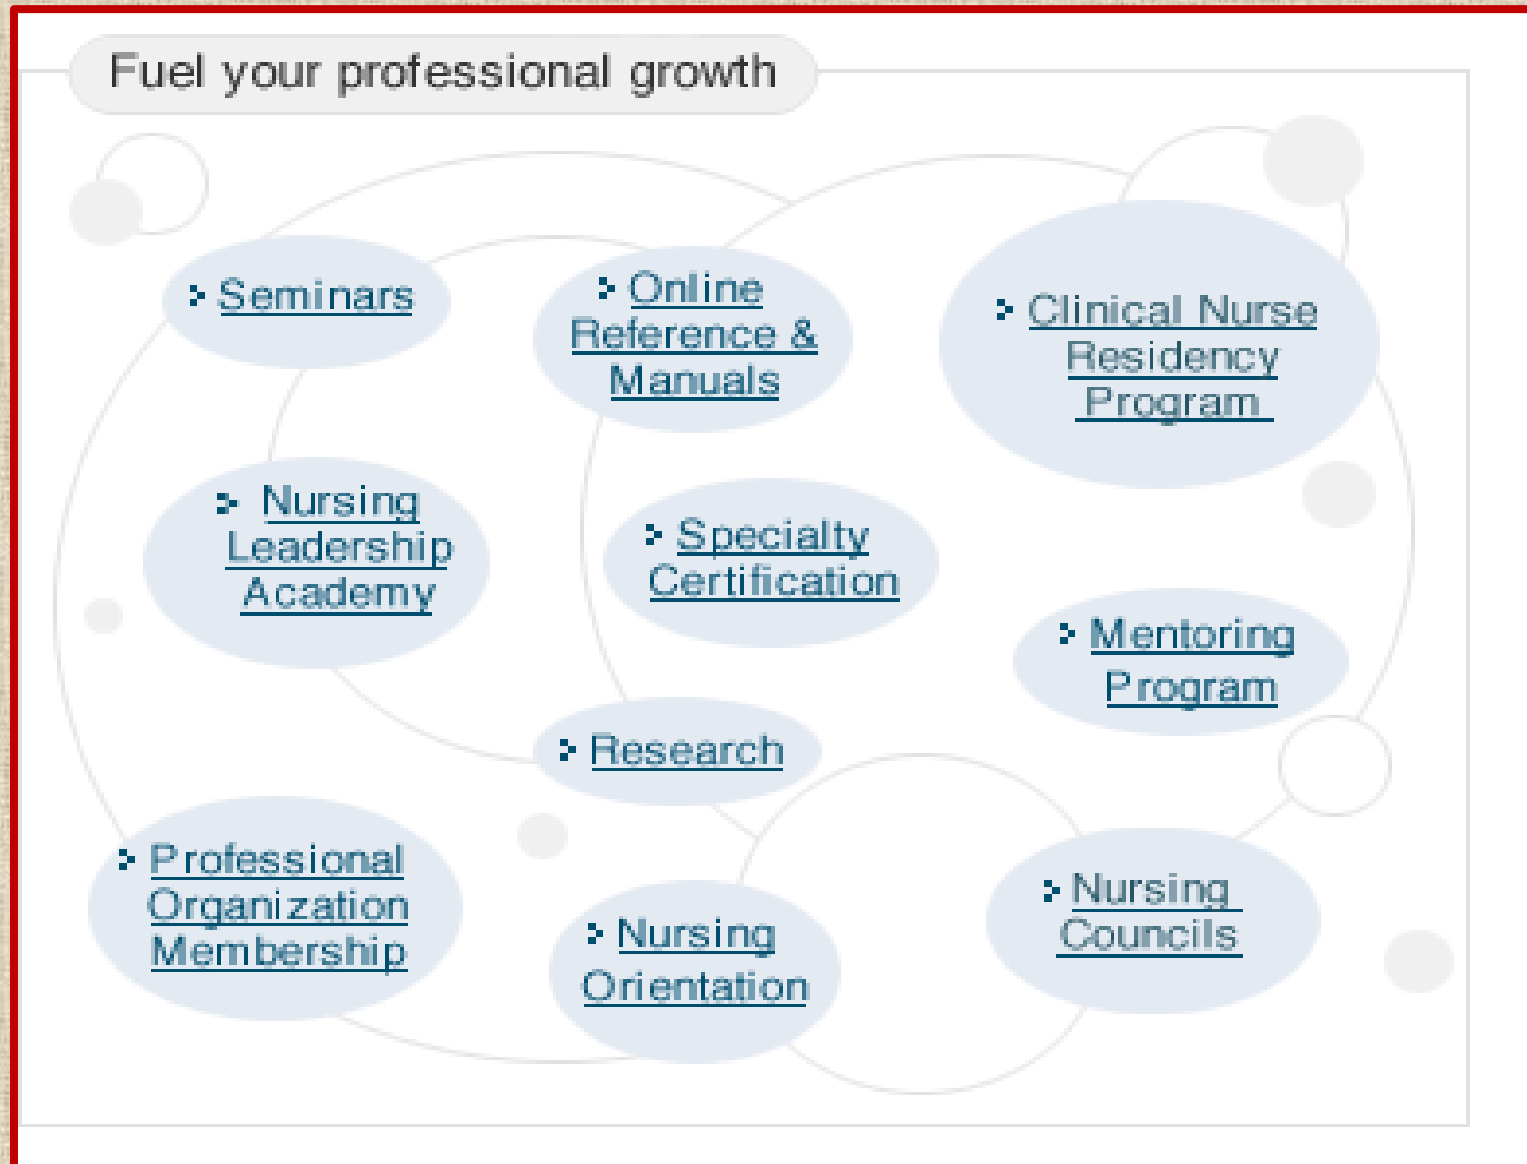 Fuel your professional growth
Seminars
Online
Reference &
Manuals
Clinical Nurse
Residency
Program
Nursing
Leadership
Academy
Specialty
Certification
Mentoring
Program
Research
Professional
Organization
Membership
Nursing
Orientation
Nursing
Councils